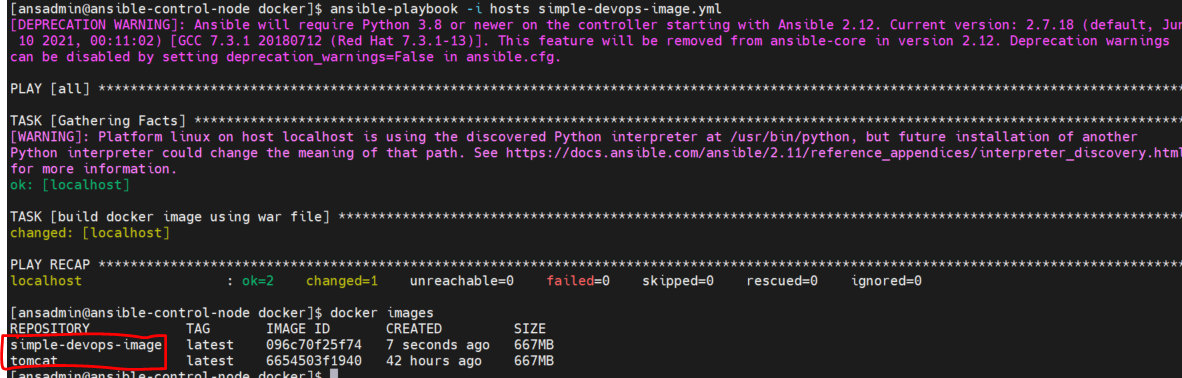 [ansadmin@ansible-control-node docker]$ ansible-playbook -i hosts simple-devops-image.yml
[DEPRECATION WARNING]: Ansible will require Python 3.8 or newer on the controller starting with Ansible 2.12. Current version: 2.7.18 (default, Jun
10 2021, 00:11:02) [GCC 7.3.1 20180712 (Red Hat 7.3.1-13)]. This feature will be removed from ansible-core in version 2.12. Deprecation warnings
can be disabled by setting deprecation_warnings=False in ansible.cfg.
PLAY [all] ****************************************************************************************************************************************
TASK [Gathering Facts] ****************************************************************************************************************************
[WARNING]: Platform linux on host localhost is using the discovered Python interpreter at /usr/bin/python, but future installation of another
Python interpreter could change the meaning of that path. See https://docs.ansible.com/ansible/2.11/reference_appendices/interpreter_discovery.html
for more information.
ok: [localhost]
TASK [build docker image using war file] **********************************************************************************************************
changed: [localhost]
PLAY RECAP ****************************************************************************************************************************************
localhost : ok=2 changed=1 unreachable=0 failed=0 skipped=0 rescued=0 ignored=0
[ansadmin@ansible-control-node docker]$ docker images
REPOSITORY TAG IMAGE ID CREATED SIZE
simple-devops-image latest 096c70f25f74 7 seconds ago 667MB
tomcat latest 6654503f1940 42 hours ago 667MB
[ansadmin@ansible-control-node docker]$